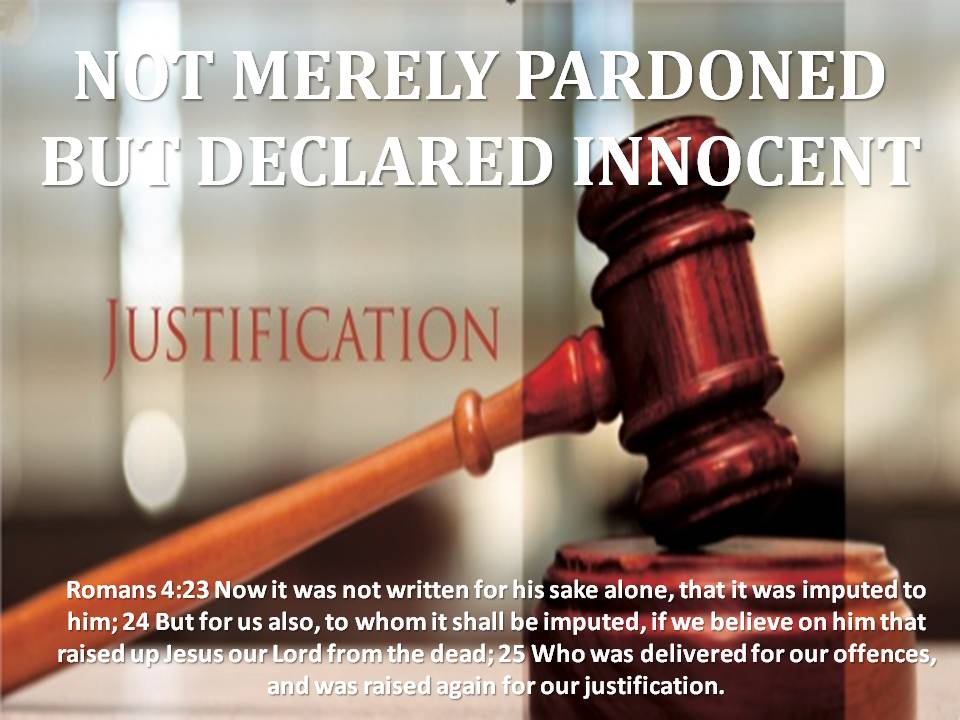 NOT MERELY PARDONED
BUT DECLARED INNOCENT
JUSTIFICATION
Romans 4:23 Now it was not written for his sake alone, that it was imputed to
him; 24 But for us also, to whom it shall be imputed, if we believe on him that
raised up Jesus our Lord from the dead; 25 Who was delivered for our offences,
and was raised again for our justification.